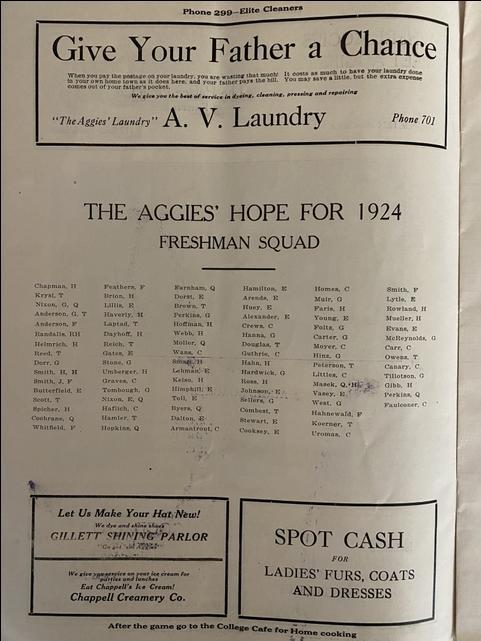 Phone 299—Elite Cleaners
Give Your Father a Chance
When you pay the postage on your laundry, you are wasting that much! It costs as much to have your laundry done
in your own home town as it does here, and your father pays the bill. You may save a little, but the extra expense
comes out of your father's pocket.
We give you the best of service in dyeing, cleaning, pressing and repairing
"The Aggies' Laundry" A. V. Laundry Phone 701
THE AGGIES' HOPE FOR 1924
FRESHMAN SQUAD
Chapman, H
Kryst, T
Nixon, G, Q
Anderson, G, T
Anderson, F
Randalls, RH
Helmrich, H
Reed, T
Dorr, G
Smith, H, H
Smith, J, F
Butterfield, E
Scott, T
Spicher, H
Cochrane, Q
Whitfield, F
Feathers, F
Brion, H
Lillis, E
Haverly, H
Laptad, T
Dayhoff, H
Reich, T
Gates, E
Stone, G
Umberger, H
Graves, C
Tombough, G
Nixon, E, Q
Haflich, C
Hamler, T
Hopkins, Q
Barnham, Q
Dorst, E
Brown, T
Perkins, G
Hoffman, H
Webb, H
Moller, Q
Wann, C
H
Lehman, E
Kelso, H
Himphill, E
Toll, E
Byers, Q
Dalton, E
Armantrout, C
Hamilton, E
Arends, E
Huey, E
Alexander, E
Crews, C
Hanna, G
Douglas, T
Guthrie, C
Hahn, H
Hardwick, G
Ross, H
Johnson, E
Sellers, G
Combest, T
Stewart, E
Cooksey, E
Homes, C
Muir, G
Faris, H
Young, E
Foltz, G
Carter, G
Moyer, C
Hinz, G
Peterson, T
Littles, C
Masek, Q, H
Vasey, E
West, G
Hahnewald, F
Koerner, T
Uromas, C
Smith, F
Lytle, E
Rowland, H
Mueller, H
Evans, E
McReynolds, G
Carr, C
Owens, T
Canary, C
Tillotson, G
Gibb, H
Perkins, Q
Faulconer, C
Let Us Make Your Hat New!
We dye and shine shoes
GILLETT SHINING PARLOR
"Go get 'em Aggies"
We give you service on your ice cream for
parties and lunches
Eat Chappell's Ice Cream!
Chappell Creamery Co.
SPOT CASH
FOR
LADIES' FURS, COATS
AND DRESSES
After the game go to the College Cafe for Home cooking